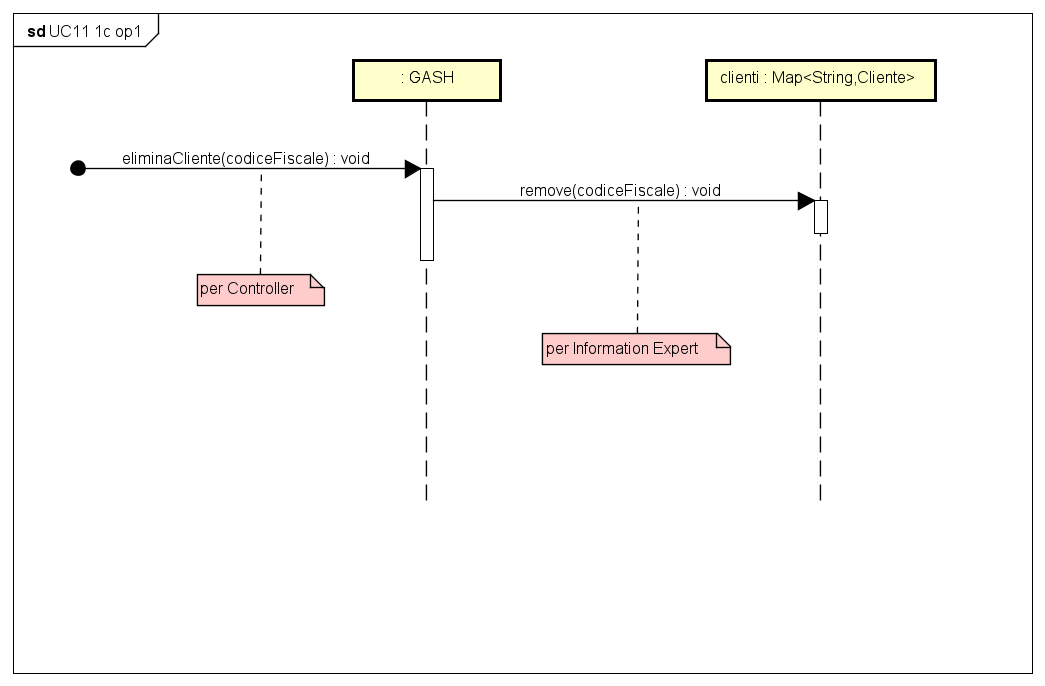 sd UC11 1c op1
: GASH
clienti : Map<String,Cliente>
eliminaCliente(codiceFiscale) : void
remove(codiceFiscale) : void
per Controller
per Information Expert